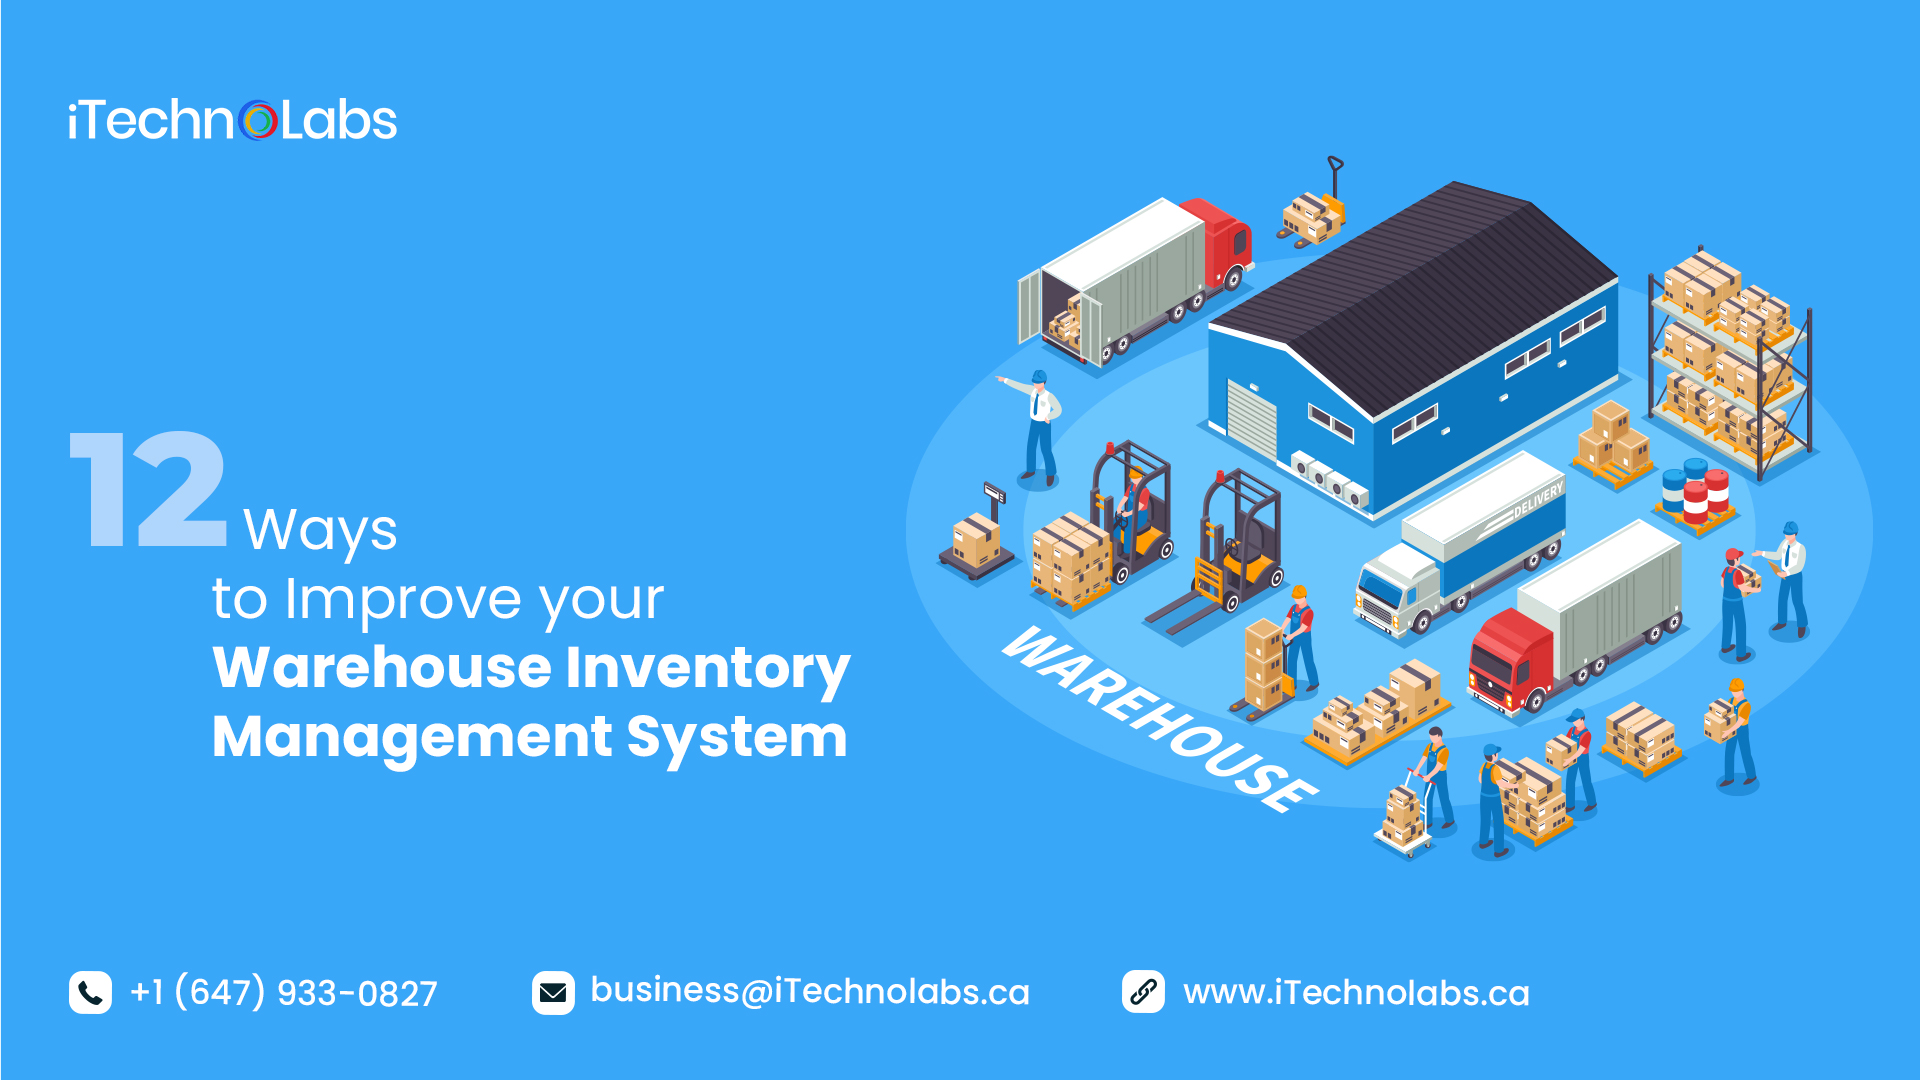 iTechnoLabs
12 Ways
to Improve your
Warehouse Inventory
Management System
DELIVERY
WAREHOUSE
+1 (647) 933-0827
business@iTechnolabs.ca
www.iTechnolabs.ca